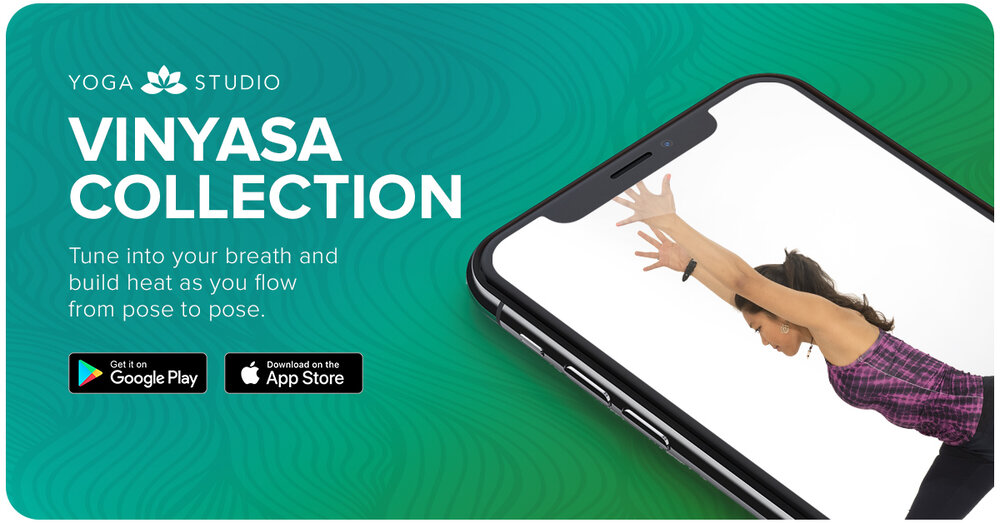 YOGA STUDIO
VINYASA
COLLECTION
Tune into your breath and
build heat as you flow
from pose to pose.
Get it on
Google Play
Download on the
App Store